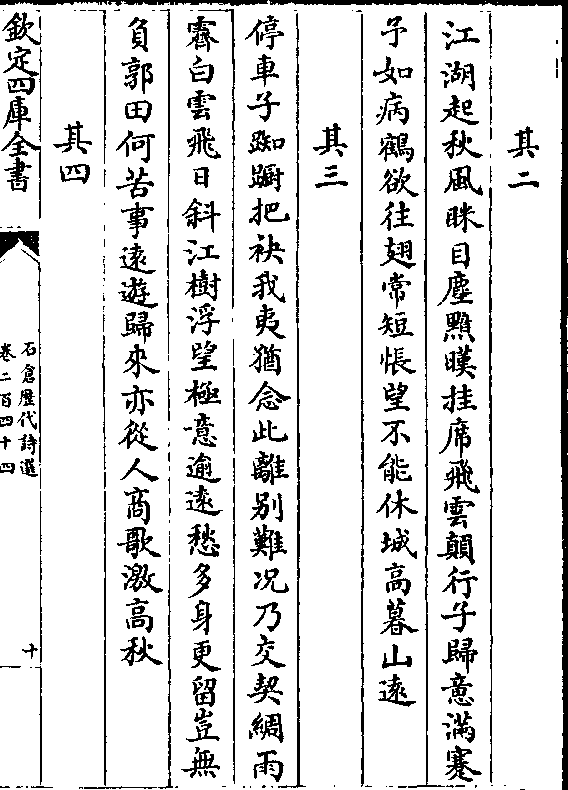 其二
江湖起秋風眯目塵黯暯挂席飛雲顛行子歸意滿蹇
予如病鶴欲往翅常短悵望不能休城高暮山遠
其三
停車子踟蹰把袂我夷猶念此離别難况乃交契綢雨
霽白雲飛日斜江樹浮望極意逾遠愁多身更留豈無
負郭田何苦事遠遊歸來亦從人商歌激高秋
其四
欽定四庫全書
石倉歷代詩選
卷二百四十四
十